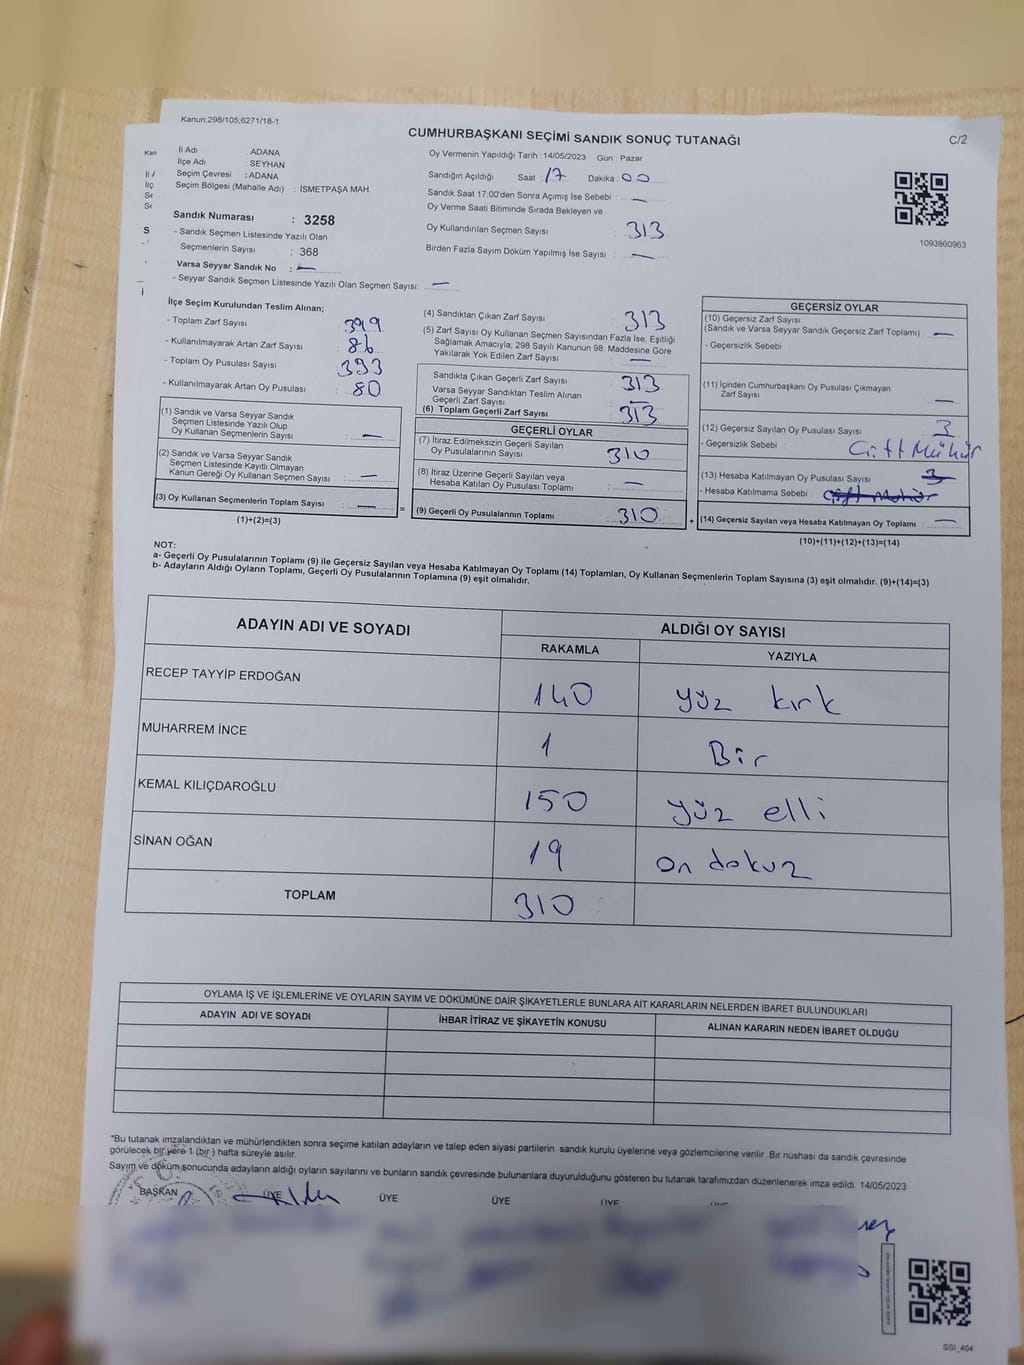 Kanun;298/105;6271/18-1
CUMHURBAŞKANI SEÇİMİ SANDIK SONUÇ TUTANAĞI
C/2
İl Adı : ADANA
İlçe Adı : SEYHAN
Seçim Çevresi : ADANA
Seçim Bölgesi (Mahalle Adı) : İSMETPAŞA MAH.
Sandık Numarası : 3258
- Sandık Seçmen Listesinde Yazılı Olan
Seçmenlerin Sayısı : 368
Varsa Seyyar Sandık No : —
- Seyyar Sandık Seçmen Listesinde Yazılı Olan Seçmen Sayısı: —
Oy Vermenin Yapıldığı Tarih : 14/05/2023 Gün : Pazar
Sandığın Açıldığı Saat : 17 Dakika : 00
Sandık Saat 17:00'den Sonra Açımış İse Sebebi : —
Oy Verme Saati Bitiminde Sırada Bekleyen ve
Oy Kullandırılan Seçmen Sayısı : 313
Birden Fazla Sayım Döküm Yapılmış İse Sayısı : —
1093860963
İlçe Seçim Kurulundan Teslim Alınan;
- Toplam Zarf Sayısı : 399
- Kullanılmayarak Artan Zarf Sayısı : 86
- Toplam Oy Pusulası Sayısı : 393
- Kullanılmayarak Artan Oy Pusulası : 80
(1) Sandık ve Varsa Seyyar Sandık
Seçmen Listesinde Yazılı Olup
Oy Kullanan Seçmenlerin Sayısı : —
(2) Sandık ve Varsa Seyyar Sandık
Seçmen Listesinde Kayıtlı Olmayan
Kanun Gereği Oy Kullanan Seçmen Sayısı : —
(3) Oy Kullanan Seçmenlerin Toplam Sayısı : —
(1)+(2)=(3)
=
(4) Sandıktan Çıkan Zarf Sayısı : 313
(5) Zarf Sayısı Oy Kullanan Seçmen Sayısından Fazla İse, Eşitliği
Sağlamak Amacıyla; 298 Sayılı Kanunun 98. Maddesine Göre
Yakılarak Yok Edilen Zarf Sayısı : —
Sandıkta Çıkan Geçerli Zarf Sayısı : 313
Varsa Seyyar Sandıktan Teslim Alınan
Geçerli Zarf Sayısı : —
(6) Toplam Geçerli Zarf Sayısı : 313
GEÇERLİ OYLAR
(7) İtiraz Edilmeksizin Geçerli Sayılan
Oy Pusulalarının Sayısı : 310
(8) İtiraz Üzerine Geçerli Sayılan veya
Hesaba Katılan Oy Pusulası Toplamı : —
(9) Geçerli Oy Pusulalarının Toplamı : 310
+
GEÇERSİZ OYLAR
(10) Geçersiz Zarf Sayısı
(Sandık ve Varsa Seyyar Sandık Geçersiz Zarf Toplamı) : —
- Geçersizlik Sebebi :
(11) İçinden Cumhurbaşkanı Oy Pusulası Çıkmayan
Zarf Sayısı : —
(12) Geçersiz Sayılan Oy Pusulası Sayısı : 3
- Geçersizlik Sebebi : Çift Mühür
(13) Hesaba Katılmayan Oy Pusulası Sayısı : 3
- Hesaba Katılmama Sebebi : Çift Mühür
(14) Geçersiz Sayılan veya Hesaba Katılmayan Oy Toplamı : —
(10)+(11)+(12)+(13)=(14)
NOT:
a- Geçerli Oy Pusulalarının Toplamı (9) ile Geçersiz Sayılan veya Hesaba Katılmayan Oy Toplamı (14) Toplamları, Oy Kullanan Seçmenlerin Toplam Sayısına (3) eşit olmalıdır. (9)+(14)=(3)
b- Adayların Aldığı Oyların Toplamı, Geçerli Oy Pusulalarının Toplamına (9) eşit olmalıdır.
ADAYIN ADI VE SOYADI
ALDIĞI OY SAYISI
RAKAMLA YAZIYLA
RECEP TAYYİP ERDOĞAN 140 yüz kırk
MUHARREM İNCE 1 Bir
KEMAL KILIÇDAROĞLU 150 yüz elli
SİNAN OĞAN 19 on dokuz
TOPLAM 310
OYLAMA İŞ VE İŞLEMLERİNE VE OYLARIN SAYIM VE DÖKÜMÜNE DAİR ŞİKAYETLERLE BUNLARA AİT KARARLARIN NELERDEN İBARET BULUNDUKLARI
ADAYIN ADI VE SOYADI İHBAR İTİRAZ VE ŞİKAYETİN KONUSU ALINAN KARARIN NEDEN İBARET OLDUĞU
*Bu tutanak imzalandıktan ve mühürlendikten sonra seçime katılan adayların ve talep eden siyasi partilerin sandık kurulu üyelerine veya gözlemcilerine verilir. Bir nüshası da sandık çevresinde
görülecek bir yere 1 (bir) hafta süreyle asılır.
Sayım ve döküm sonucunda adayların aldığı oyların sayılarını ve bunların sandık çevresinde bulunanlara duyurulduğunu gösteren bu tutanak tarafımızdan düzenlenerek imza edildi. 14/05/2023
BAŞKAN ÜYE ÜYE ÜYE ÜYE
SSI_404